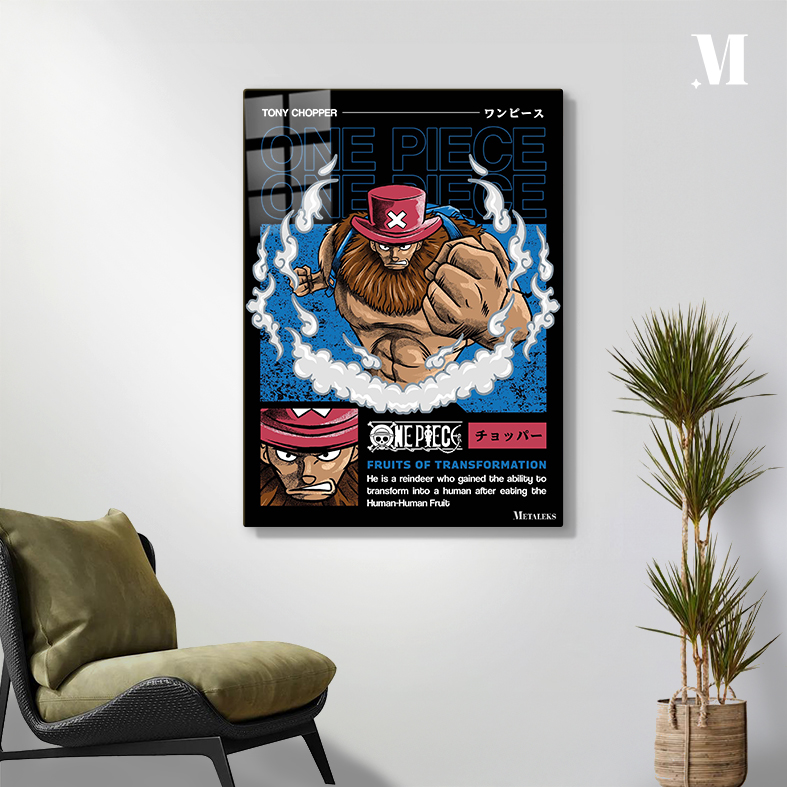 M
TONY CHOPPER ワンピース
ONE PIECE
ONE PIECE
ONE PIECE チョッパー
FRUITS OF TRANSFORMATION
He is a reindeer who gained the ability to
transform into a human after eating the
Human-Human Fruit
METALEKS